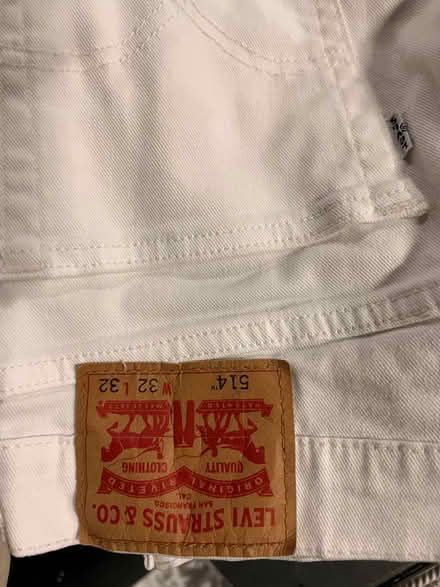 LEVI STRAUSS & CO.
SAN FRANCISCO
CAL
ORIGINAL RIVETED
QUALITY
CLOTHING
514™ W 32 L 32